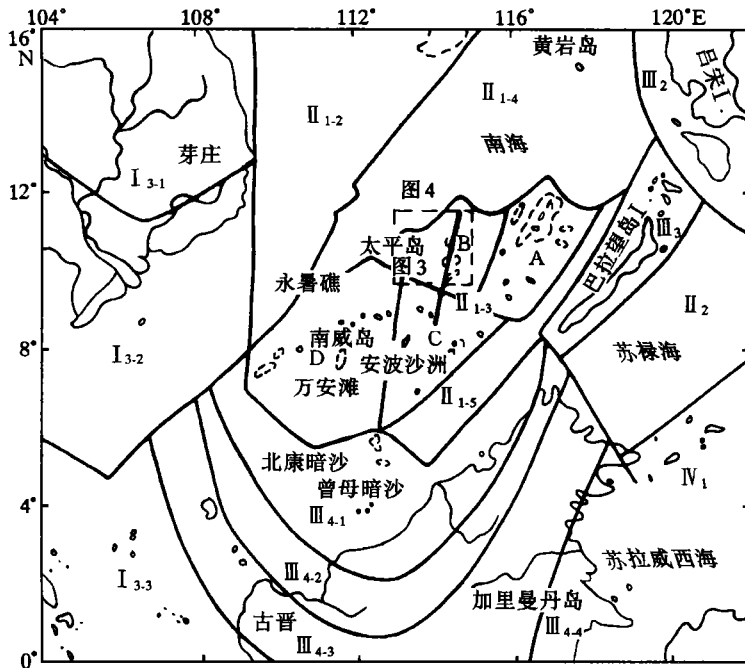 104° 108° 112° 116° 120°E
16°
N
黄岩岛
Ⅲ2
吕宋I.
Ⅱ1-2
Ⅱ1-4
南海
芽庄
Ⅰ3-1
12°
图4
太平岛
B
A
巴拉望岛I
Ⅲ3
图3
永暑礁
Ⅱ1-3
Ⅱ2
Ⅰ3-2
8°
南威岛
C
D
安波沙洲
苏禄海
万安滩
Ⅱ1-5
北康暗沙
曾母暗沙
Ⅳ1
4°
Ⅲ4-1
Ⅰ3-3
Ⅲ4-2
苏拉威西海
加里曼丹岛
古晋
Ⅲ4-4
Ⅲ4-3
0°